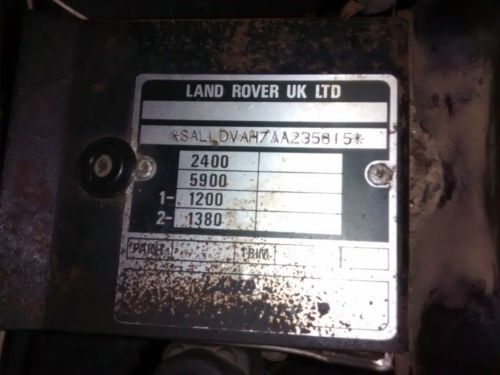 LAND ROVER UK LTD
*SALLDVAH7AA235815*
2400
5900
1- 1200
2- 1380
PAINT TRIM